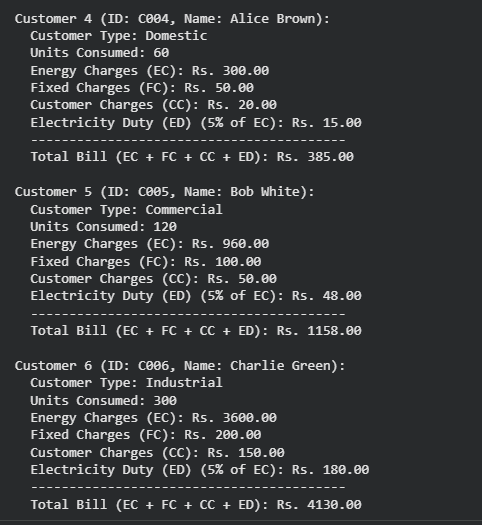 Customer 4 (ID: C004, Name: Alice Brown):
Customer Type: Domestic
Units Consumed: 60
Energy Charges (EC): Rs. 300.00
Fixed Charges (FC): Rs. 50.00
Customer Charges (CC): Rs. 20.00
Electricity Duty (ED) (5% of EC): Rs. 15.00
-----------------------------------------
Total Bill (EC + FC + CC + ED): Rs. 385.00

Customer 5 (ID: C005, Name: Bob White):
Customer Type: Commercial
Units Consumed: 120
Energy Charges (EC): Rs. 960.00
Fixed Charges (FC): Rs. 100.00
Customer Charges (CC): Rs. 50.00
Electricity Duty (ED) (5% of EC): Rs. 48.00
-----------------------------------------
Total Bill (EC + FC + CC + ED): Rs. 1158.00

Customer 6 (ID: C006, Name: Charlie Green):
Customer Type: Industrial
Units Consumed: 300
Energy Charges (EC): Rs. 3600.00
Fixed Charges (FC): Rs. 200.00
Customer Charges (CC): Rs. 150.00
Electricity Duty (ED) (5% of EC): Rs. 180.00
-----------------------------------------
Total Bill (EC + FC + CC + ED): Rs. 4130.00